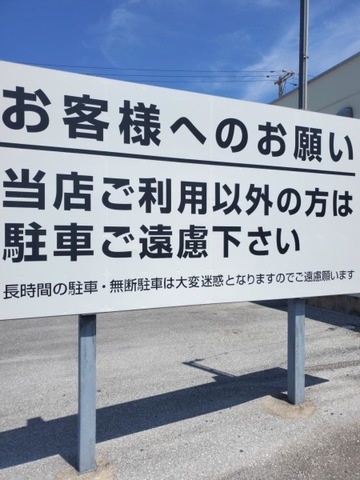 お客様へのお願い
当店ご利用以外の方は
駐車ご遠慮下さい
長時間の駐車・無断駐車は大変迷惑となりますのでご遠慮願います